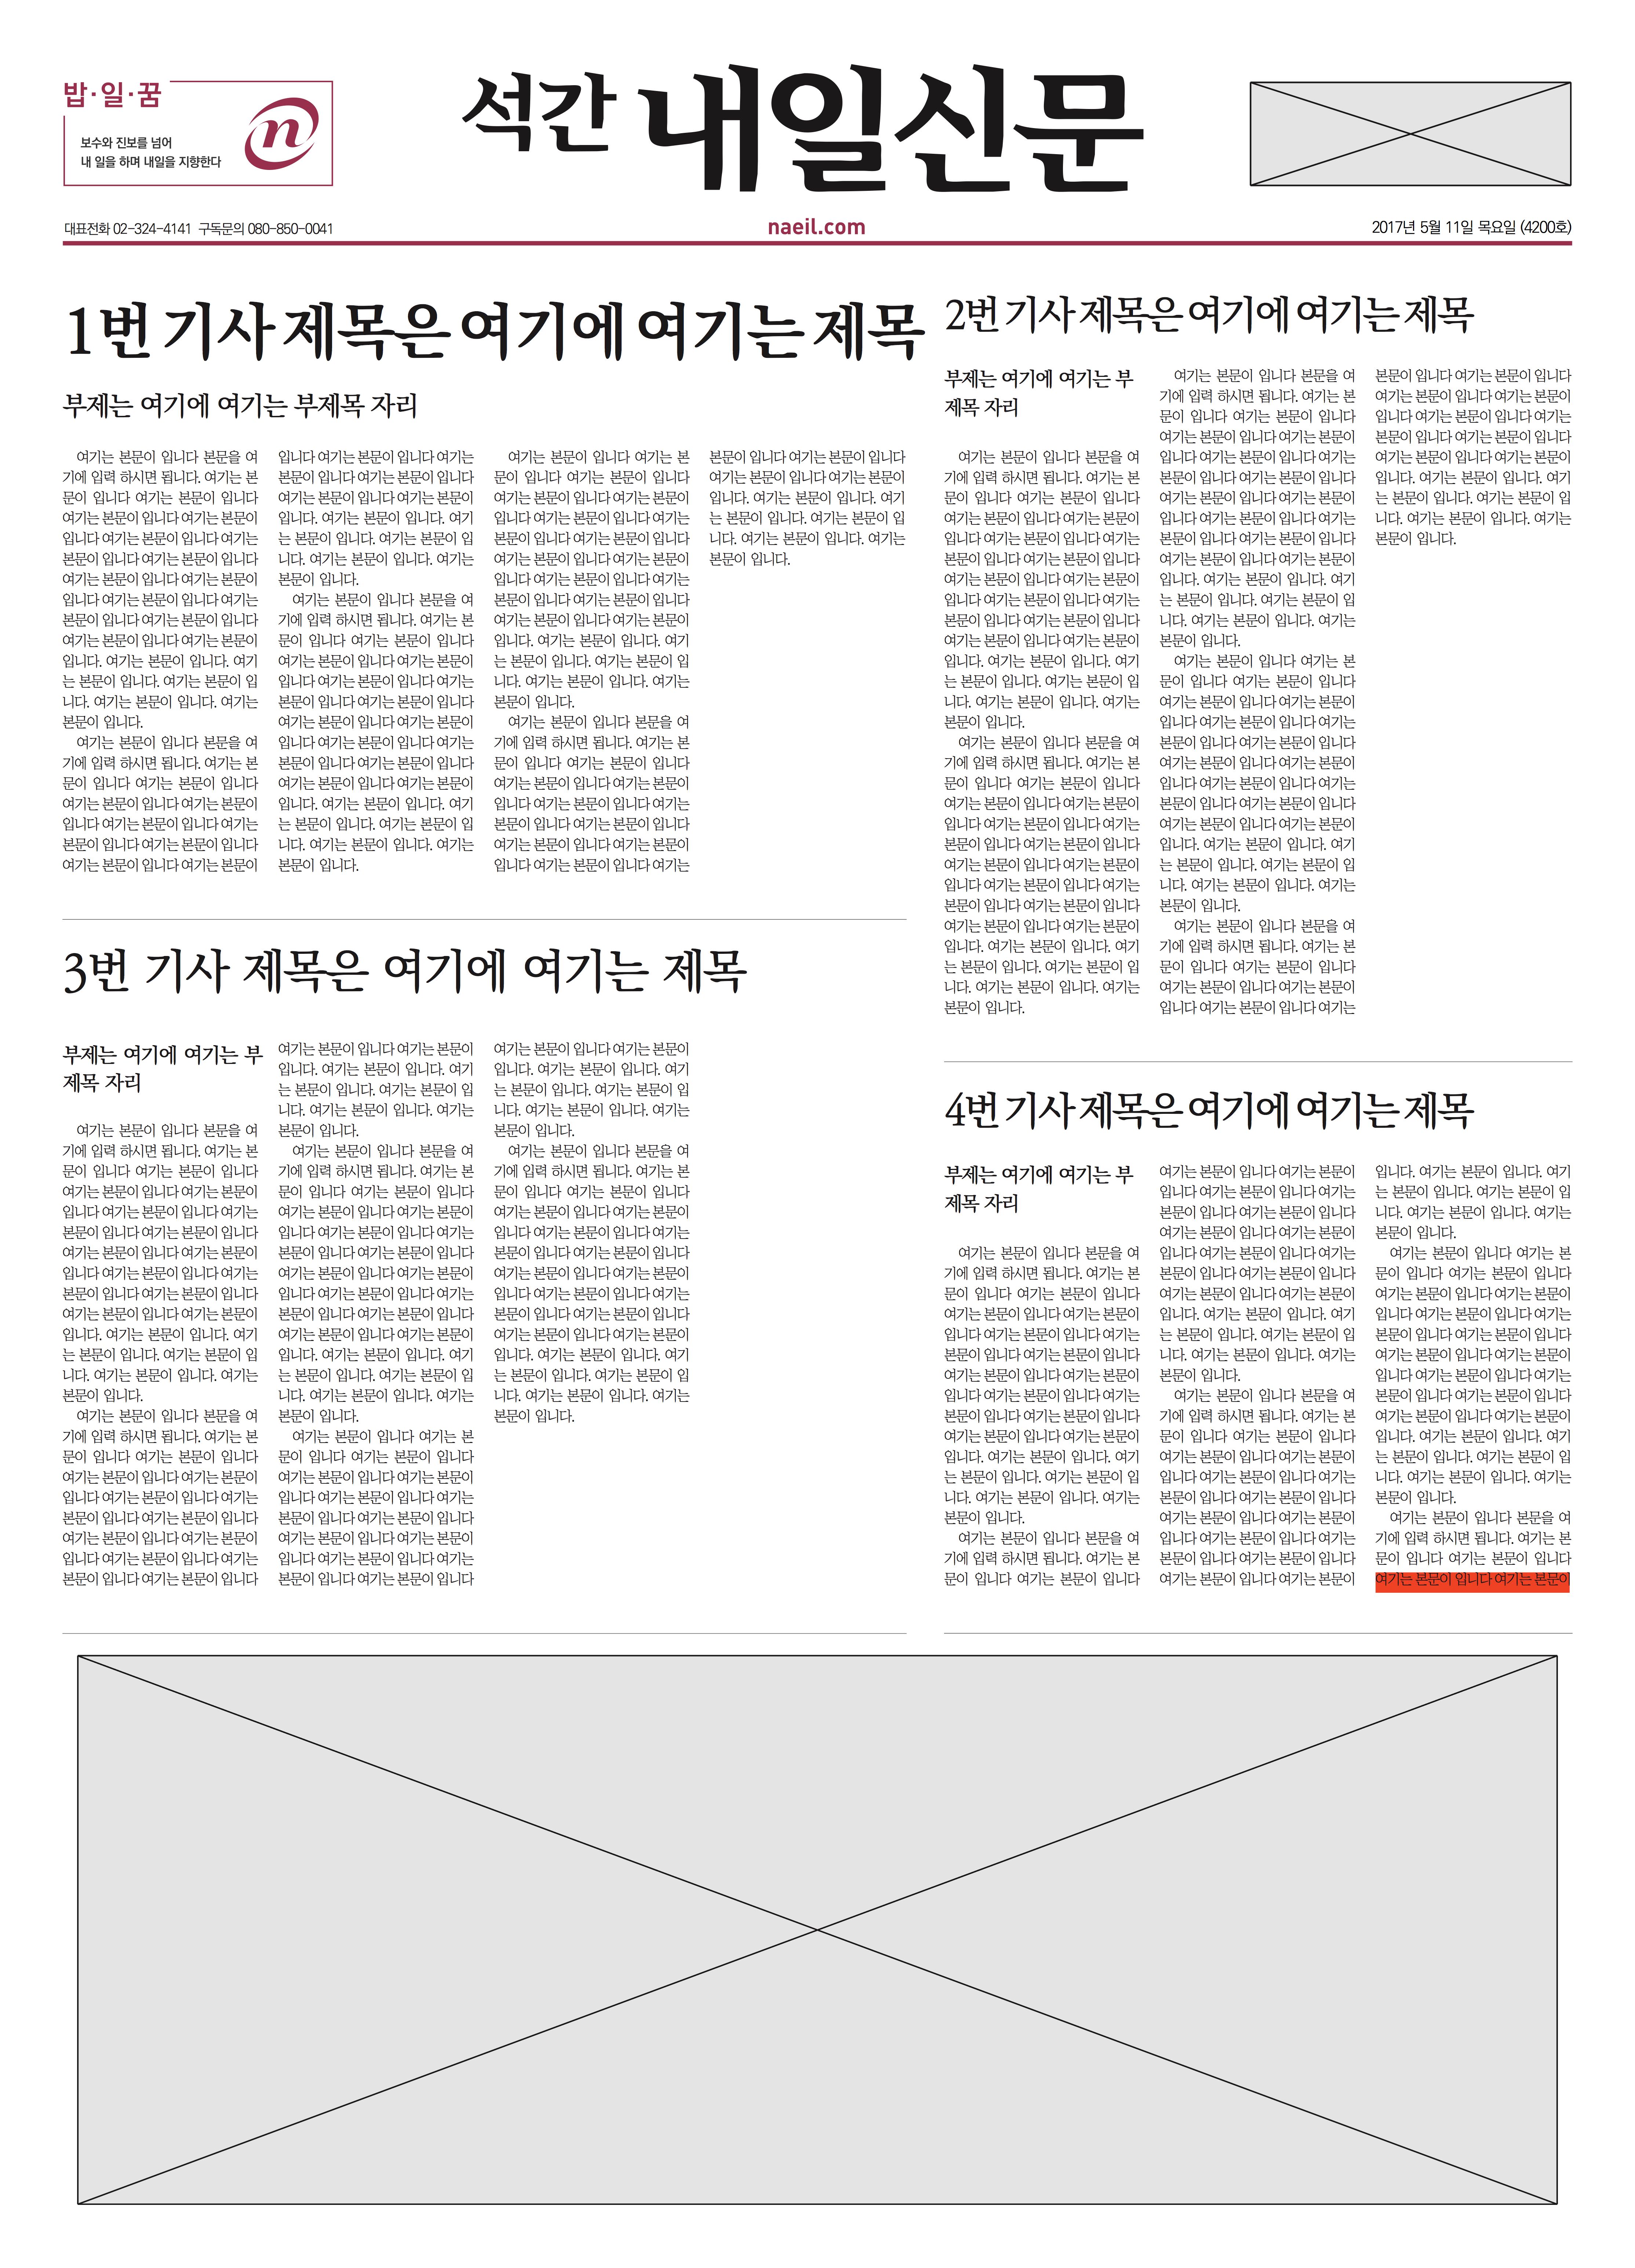 밥·일·꿈
보수와 진보를 넘어
내 일을 하며 내일을 지향한다
n
석간 내일신문
대표전화 02-324-4141 구독문의 080-850-0041
naeil.com
2017년 5월 11일 목요일 (4200호)
1번 기사 제목은 여기에 여기는 제목
부제는 여기에 여기는 부제목 자리
여기는 본문이 입니다 본문을 여
기에 입력 하시면 됩니다. 여기는 본
문이 입니다 여기는 본문이 입니다
여기는 본문이 입니다 여기는 본문이
입니다 여기는 본문이 입니다 여기는
본문이 입니다 여기는 본문이 입니다
여기는 본문이 입니다 여기는 본문이
입니다 여기는 본문이 입니다 여기는
본문이 입니다 여기는 본문이 입니다
여기는 본문이 입니다 여기는 본문이
입니다. 여기는 본문이 입니다. 여기
는 본문이 입니다. 여기는 본문이 입
니다. 여기는 본문이 입니다. 여기는
본문이 입니다.
여기는 본문이 입니다 본문을 여
기에 입력 하시면 됩니다. 여기는 본
문이 입니다 여기는 본문이 입니다
여기는 본문이 입니다 여기는 본문이
입니다 여기는 본문이 입니다 여기는
본문이 입니다 여기는 본문이 입니다
여기는 본문이 입니다 여기는 본문이
입니다 여기는 본문이 입니다 여기는
본문이 입니다 여기는 본문이 입니다
여기는 본문이 입니다 여기는 본문이
입니다. 여기는 본문이 입니다. 여기
는 본문이 입니다. 여기는 본문이 입
니다. 여기는 본문이 입니다. 여기는
본문이 입니다.
여기는 본문이 입니다 본문을 여
기에 입력 하시면 됩니다. 여기는 본
문이 입니다 여기는 본문이 입니다
여기는 본문이 입니다 여기는 본문이
입니다 여기는 본문이 입니다 여기는
본문이 입니다 여기는 본문이 입니다
여기는 본문이 입니다 여기는 본문이
입니다 여기는 본문이 입니다 여기는
본문이 입니다 여기는 본문이 입니다
여기는 본문이 입니다 여기는 본문이
입니다. 여기는 본문이 입니다. 여기
는 본문이 입니다. 여기는 본문이 입
니다. 여기는 본문이 입니다. 여기는
본문이 입니다.
여기는 본문이 입니다 여기는 본
문이 입니다 여기는 본문이 입니다
여기는 본문이 입니다 여기는 본문이
입니다 여기는 본문이 입니다 여기는
본문이 입니다 여기는 본문이 입니다
여기는 본문이 입니다 여기는 본문이
입니다 여기는 본문이 입니다 여기는
본문이 입니다 여기는 본문이 입니다
여기는 본문이 입니다 여기는 본문이
입니다. 여기는 본문이 입니다. 여기
는 본문이 입니다. 여기는 본문이 입
니다. 여기는 본문이 입니다. 여기는
본문이 입니다.
여기는 본문이 입니다 본문을 여
기에 입력 하시면 됩니다. 여기는 본
문이 입니다 여기는 본문이 입니다
여기는 본문이 입니다 여기는 본문이
입니다 여기는 본문이 입니다 여기는
본문이 입니다 여기는 본문이 입니다
여기는 본문이 입니다 여기는 본문이
입니다 여기는 본문이 입니다 여기는
본문이 입니다 여기는 본문이 입니다
여기는 본문이 입니다 여기는 본문이
입니다. 여기는 본문이 입니다. 여기
는 본문이 입니다. 여기는 본문이 입
니다. 여기는 본문이 입니다. 여기는
본문이 입니다.
2번 기사 제목은 여기에 여기는 제목
부제는 여기에 여기는 부
제목 자리
여기는 본문이 입니다 본문을 여
기에 입력 하시면 됩니다. 여기는 본
문이 입니다 여기는 본문이 입니다
여기는 본문이 입니다 여기는 본문이
입니다 여기는 본문이 입니다 여기는
본문이 입니다 여기는 본문이 입니다
여기는 본문이 입니다 여기는 본문이
입니다 여기는 본문이 입니다 여기는
본문이 입니다 여기는 본문이 입니다
여기는 본문이 입니다 여기는 본문이
입니다. 여기는 본문이 입니다. 여기
는 본문이 입니다. 여기는 본문이 입
니다. 여기는 본문이 입니다. 여기는
본문이 입니다.
여기는 본문이 입니다 본문을 여
기에 입력 하시면 됩니다. 여기는 본
문이 입니다 여기는 본문이 입니다
여기는 본문이 입니다 여기는 본문이
입니다 여기는 본문이 입니다 여기는
본문이 입니다 여기는 본문이 입니다
여기는 본문이 입니다 여기는 본문이
입니다 여기는 본문이 입니다 여기는
본문이 입니다 여기는 본문이 입니다
여기는 본문이 입니다 여기는 본문이
입니다. 여기는 본문이 입니다. 여기
는 본문이 입니다. 여기는 본문이 입
니다. 여기는 본문이 입니다. 여기는
본문이 입니다.
여기는 본문이 입니다 본문을 여
기에 입력 하시면 됩니다. 여기는 본
문이 입니다 여기는 본문이 입니다
여기는 본문이 입니다 여기는 본문이
입니다 여기는 본문이 입니다 여기는
본문이 입니다 여기는 본문이 입니다
여기는 본문이 입니다 여기는 본문이
입니다 여기는 본문이 입니다 여기는
본문이 입니다 여기는 본문이 입니다
여기는 본문이 입니다 여기는 본문이
입니다. 여기는 본문이 입니다. 여기
는 본문이 입니다. 여기는 본문이 입
니다. 여기는 본문이 입니다. 여기는
본문이 입니다.
여기는 본문이 입니다 여기는 본
문이 입니다 여기는 본문이 입니다
여기는 본문이 입니다 여기는 본문이
입니다 여기는 본문이 입니다 여기는
본문이 입니다 여기는 본문이 입니다
여기는 본문이 입니다 여기는 본문이
입니다 여기는 본문이 입니다 여기는
본문이 입니다 여기는 본문이 입니다
여기는 본문이 입니다 여기는 본문이
입니다. 여기는 본문이 입니다. 여기
는 본문이 입니다. 여기는 본문이 입
니다. 여기는 본문이 입니다. 여기는
본문이 입니다.
여기는 본문이 입니다 본문을 여
기에 입력 하시면 됩니다. 여기는 본
문이 입니다 여기는 본문이 입니다
여기는 본문이 입니다 여기는 본문이
입니다 여기는 본문이 입니다 여기는
본문이 입니다 여기는 본문이 입니다
여기는 본문이 입니다 여기는 본문이
입니다 여기는 본문이 입니다 여기는
본문이 입니다 여기는 본문이 입니다
여기는 본문이 입니다 여기는 본문이
입니다. 여기는 본문이 입니다. 여기
는 본문이 입니다. 여기는 본문이 입
니다. 여기는 본문이 입니다. 여기는
본문이 입니다.
3번 기사 제목은 여기에 여기는 제목
부제는 여기에 여기는 부
제목 자리
여기는 본문이 입니다 본문을 여
기에 입력 하시면 됩니다. 여기는 본
문이 입니다 여기는 본문이 입니다
여기는 본문이 입니다 여기는 본문이
입니다 여기는 본문이 입니다 여기는
본문이 입니다 여기는 본문이 입니다
여기는 본문이 입니다 여기는 본문이
입니다 여기는 본문이 입니다 여기는
본문이 입니다 여기는 본문이 입니다
여기는 본문이 입니다 여기는 본문이
입니다. 여기는 본문이 입니다. 여기
는 본문이 입니다. 여기는 본문이 입
니다. 여기는 본문이 입니다. 여기는
본문이 입니다.
여기는 본문이 입니다 본문을 여
기에 입력 하시면 됩니다. 여기는 본
문이 입니다 여기는 본문이 입니다
여기는 본문이 입니다 여기는 본문이
입니다 여기는 본문이 입니다 여기는
본문이 입니다 여기는 본문이 입니다
여기는 본문이 입니다 여기는 본문이
입니다 여기는 본문이 입니다 여기는
본문이 입니다 여기는 본문이 입니다
여기는 본문이 입니다 여기는 본문이
입니다. 여기는 본문이 입니다. 여기
는 본문이 입니다. 여기는 본문이 입
니다. 여기는 본문이 입니다. 여기는
본문이 입니다.
여기는 본문이 입니다 본문을 여
기에 입력 하시면 됩니다. 여기는 본
문이 입니다 여기는 본문이 입니다
여기는 본문이 입니다 여기는 본문이
입니다 여기는 본문이 입니다 여기는
본문이 입니다 여기는 본문이 입니다
여기는 본문이 입니다 여기는 본문이
입니다 여기는 본문이 입니다 여기는
본문이 입니다 여기는 본문이 입니다
여기는 본문이 입니다 여기는 본문이
입니다. 여기는 본문이 입니다. 여기
는 본문이 입니다. 여기는 본문이 입
니다. 여기는 본문이 입니다. 여기는
본문이 입니다.
여기는 본문이 입니다 여기는 본
문이 입니다 여기는 본문이 입니다
여기는 본문이 입니다 여기는 본문이
입니다 여기는 본문이 입니다 여기는
본문이 입니다 여기는 본문이 입니다
여기는 본문이 입니다 여기는 본문이
입니다 여기는 본문이 입니다 여기는
본문이 입니다 여기는 본문이 입니다
여기는 본문이 입니다 여기는 본문이
입니다. 여기는 본문이 입니다. 여기
는 본문이 입니다. 여기는 본문이 입
니다. 여기는 본문이 입니다. 여기는
본문이 입니다.
여기는 본문이 입니다 본문을 여
기에 입력 하시면 됩니다. 여기는 본
문이 입니다 여기는 본문이 입니다
여기는 본문이 입니다 여기는 본문이
입니다 여기는 본문이 입니다 여기는
본문이 입니다 여기는 본문이 입니다
여기는 본문이 입니다 여기는 본문이
입니다 여기는 본문이 입니다 여기는
본문이 입니다 여기는 본문이 입니다
여기는 본문이 입니다 여기는 본문이
입니다. 여기는 본문이 입니다. 여기
는 본문이 입니다. 여기는 본문이 입
니다. 여기는 본문이 입니다. 여기는
본문이 입니다.
4번 기사 제목은 여기에 여기는 제목
부제는 여기에 여기는 부
제목 자리
여기는 본문이 입니다 본문을 여
기에 입력 하시면 됩니다. 여기는 본
문이 입니다 여기는 본문이 입니다
여기는 본문이 입니다 여기는 본문이
입니다 여기는 본문이 입니다 여기는
본문이 입니다 여기는 본문이 입니다
여기는 본문이 입니다 여기는 본문이
입니다 여기는 본문이 입니다 여기는
본문이 입니다 여기는 본문이 입니다
여기는 본문이 입니다 여기는 본문이
입니다. 여기는 본문이 입니다. 여기
는 본문이 입니다. 여기는 본문이 입
니다. 여기는 본문이 입니다. 여기는
본문이 입니다.
여기는 본문이 입니다 본문을 여
기에 입력 하시면 됩니다. 여기는 본
문이 입니다 여기는 본문이 입니다
여기는 본문이 입니다 여기는 본문이
입니다 여기는 본문이 입니다 여기는
본문이 입니다 여기는 본문이 입니다
여기는 본문이 입니다 여기는 본문이
입니다 여기는 본문이 입니다 여기는
본문이 입니다 여기는 본문이 입니다
여기는 본문이 입니다 여기는 본문이
입니다. 여기는 본문이 입니다. 여기
는 본문이 입니다. 여기는 본문이 입
니다. 여기는 본문이 입니다. 여기는
본문이 입니다.
여기는 본문이 입니다 본문을 여
기에 입력 하시면 됩니다. 여기는 본
문이 입니다 여기는 본문이 입니다
여기는 본문이 입니다 여기는 본문이
입니다 여기는 본문이 입니다 여기는
본문이 입니다 여기는 본문이 입니다
여기는 본문이 입니다 여기는 본문이
입니다 여기는 본문이 입니다 여기는
본문이 입니다 여기는 본문이 입니다
여기는 본문이 입니다 여기는 본문이
입니다. 여기는 본문이 입니다. 여기
는 본문이 입니다. 여기는 본문이 입
니다. 여기는 본문이 입니다. 여기는
본문이 입니다.
여기는 본문이 입니다 여기는 본
문이 입니다 여기는 본문이 입니다
여기는 본문이 입니다 여기는 본문이
입니다 여기는 본문이 입니다 여기는
본문이 입니다 여기는 본문이 입니다
여기는 본문이 입니다 여기는 본문이
입니다 여기는 본문이 입니다 여기는
본문이 입니다 여기는 본문이 입니다
여기는 본문이 입니다 여기는 본문이
입니다. 여기는 본문이 입니다. 여기
는 본문이 입니다. 여기는 본문이 입
니다. 여기는 본문이 입니다. 여기는
본문이 입니다.
여기는 본문이 입니다 본문을 여
기에 입력 하시면 됩니다. 여기는 본
문이 입니다 여기는 본문이 입니다
여기는 본문이 입니다 여기는 본문이